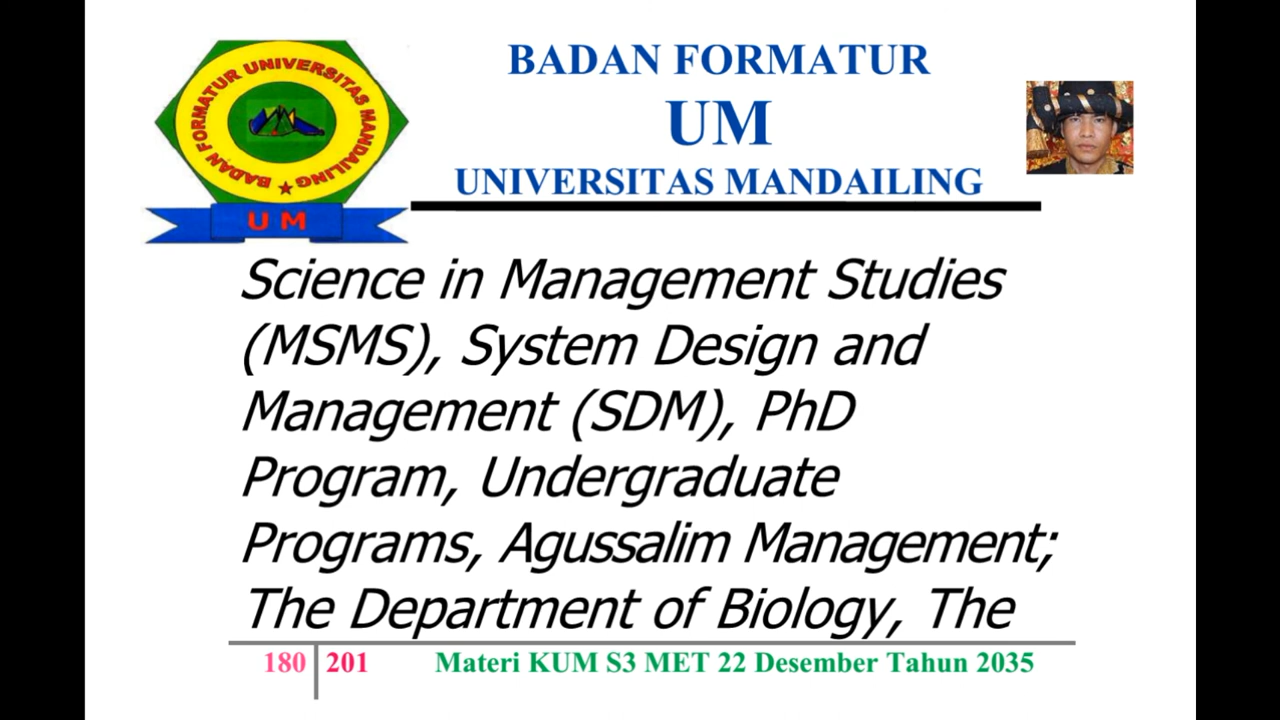 BADAN FORMATUR UNIVERSITAS MANDAILING
UM
BADAN FORMATUR
UM
UNIVERSITAS MANDAILING
Science in Management Studies
(MSMS), System Design and
Management (SDM), PhD
Program, Undergraduate
Programs, Agussalim Management;
The Department of Biology, The
180 201 Materi KUM S3 MET 22 Desember Tahun 2035